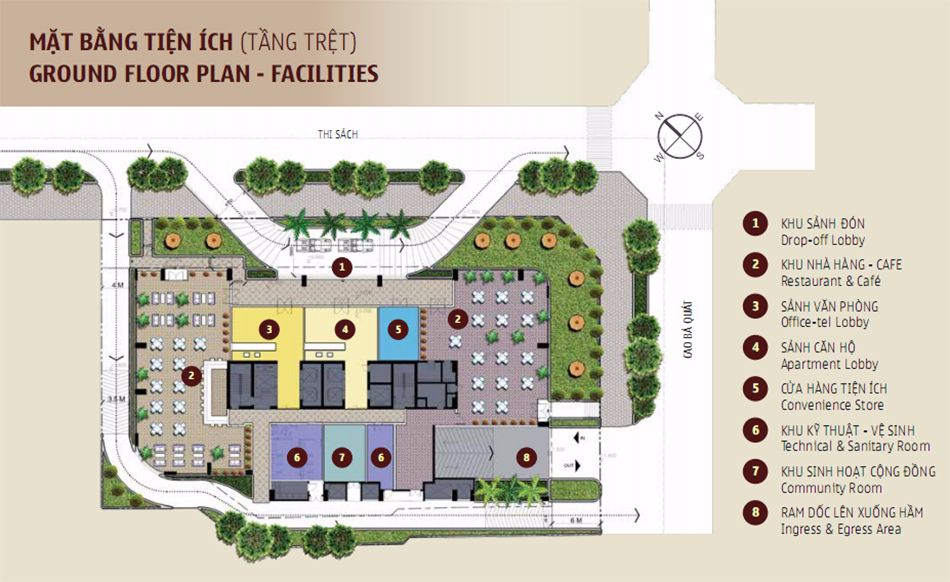 MẶT BẰNG TIỆN ÍCH (TẦNG TRỆT)
GROUND FLOOR PLAN - FACILITIES
THI SÁCH
N
E
W
S
CAO BÁ QUÁT
1
2
3
4
5
2
6
7
6
8
4 M
3.5 M
IN
OUT
6 M
1 KHU SẢNH ĐÓN
Drop-off Lobby
2 KHU NHÀ HÀNG - CAFE
Restaurant & Café
3 SẢNH VĂN PHÒNG
Office-tel Lobby
4 SẢNH CĂN HỘ
Apartment Lobby
5 CỬA HÀNG TIỆN ÍCH
Convenience Store
6 KHU KỸ THUẬT - VỆ SINH
Technical & Sanitary Room
7 KHU SINH HOẠT CỘNG ĐỒNG
Community Room
8 RAM DỐC LÊN XUỐNG HẦM
Ingress & Egress Area